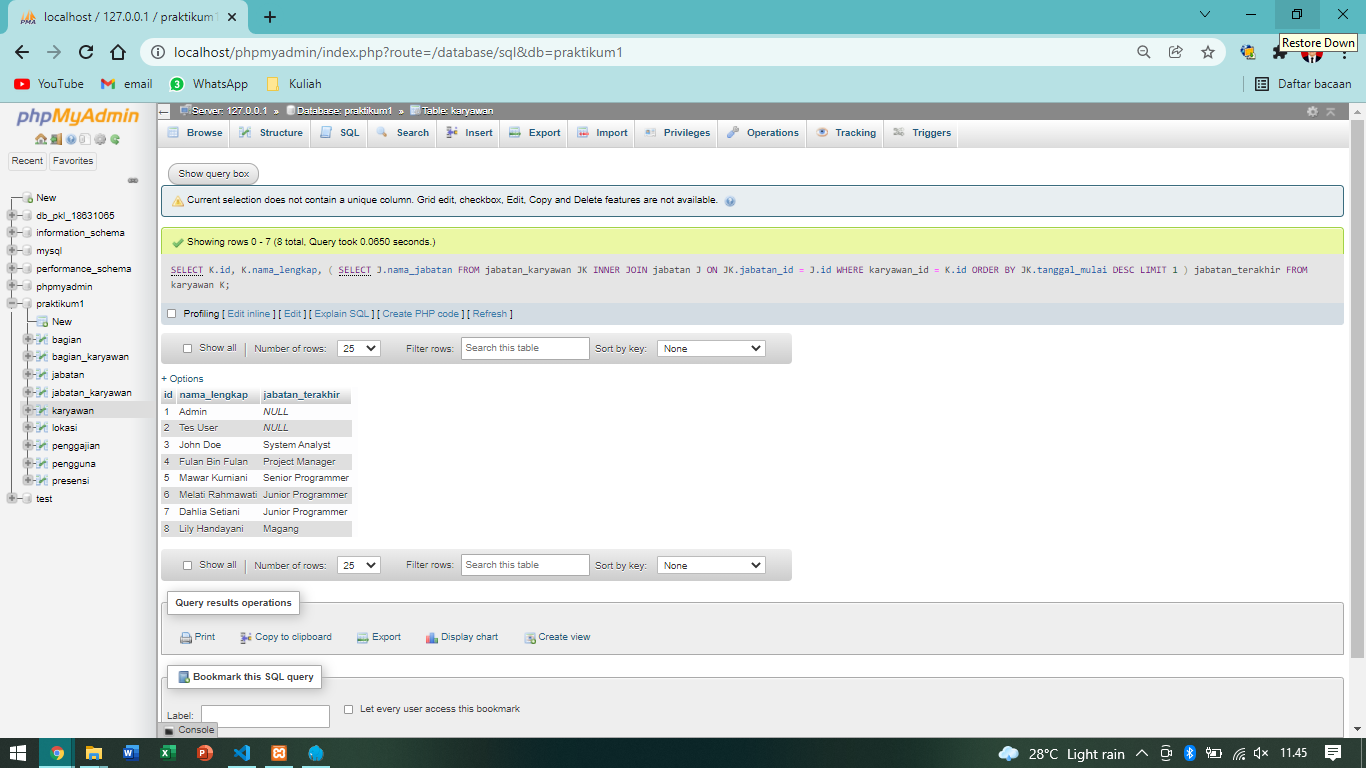 PMA localhost / 127.0.0.1 / praktikum1
Restore Down
localhost/phpmyadmin/index.php?route=/database/sql&db=praktikum1
YouTube email 3 WhatsApp Kuliah Daftar bacaan
phpMyAdmin
Recent Favorites
New
db_pkl_18631065
information_schema
mysql
performance_schema
phpmyadmin
praktikum1
New
bagian
bagian_karyawan
jabatan
jabatan_karyawan
karyawan
lokasi
penggajian
pengguna
presensi
test
Server: 127.0.0.1 » Database: praktikum1 » Table: karyawan
Browse Structure SQL Search Insert Export Import Privileges Operations Tracking Triggers
Show query box
Current selection does not contain a unique column. Grid edit, checkbox, Edit, Copy and Delete features are not available.
Showing rows 0 - 7 (8 total, Query took 0.0650 seconds.)
SELECT K.id, K.nama_lengkap, ( SELECT J.nama_jabatan FROM jabatan_karyawan JK INNER JOIN jabatan J ON JK.jabatan_id = J.id WHERE karyawan_id = K.id ORDER BY JK.tanggal_mulai DESC LIMIT 1 ) jabatan_terakhir FROM
karyawan K;
Profiling [ Edit inline ] [ Edit ] [ Explain SQL ] [ Create PHP code ] [ Refresh ]
Show all Number of rows: 25 Filter rows: Search this table Sort by key: None
+ Options
id nama_lengkap jabatan_terakhir
1 Admin NULL
2 Tes User NULL
3 John Doe System Analyst
4 Fulan Bin Fulan Project Manager
5 Mawar Kurniani Senior Programmer
6 Melati Rahmawati Junior Programmer
7 Dahlia Setiani Junior Programmer
8 Lily Handayani Magang
Show all Number of rows: 25 Filter rows: Search this table Sort by key: None
Query results operations
Print Copy to clipboard Export Display chart Create view
Bookmark this SQL query
Label: Let every user access this bookmark
Console
28°C Light rain 11.45